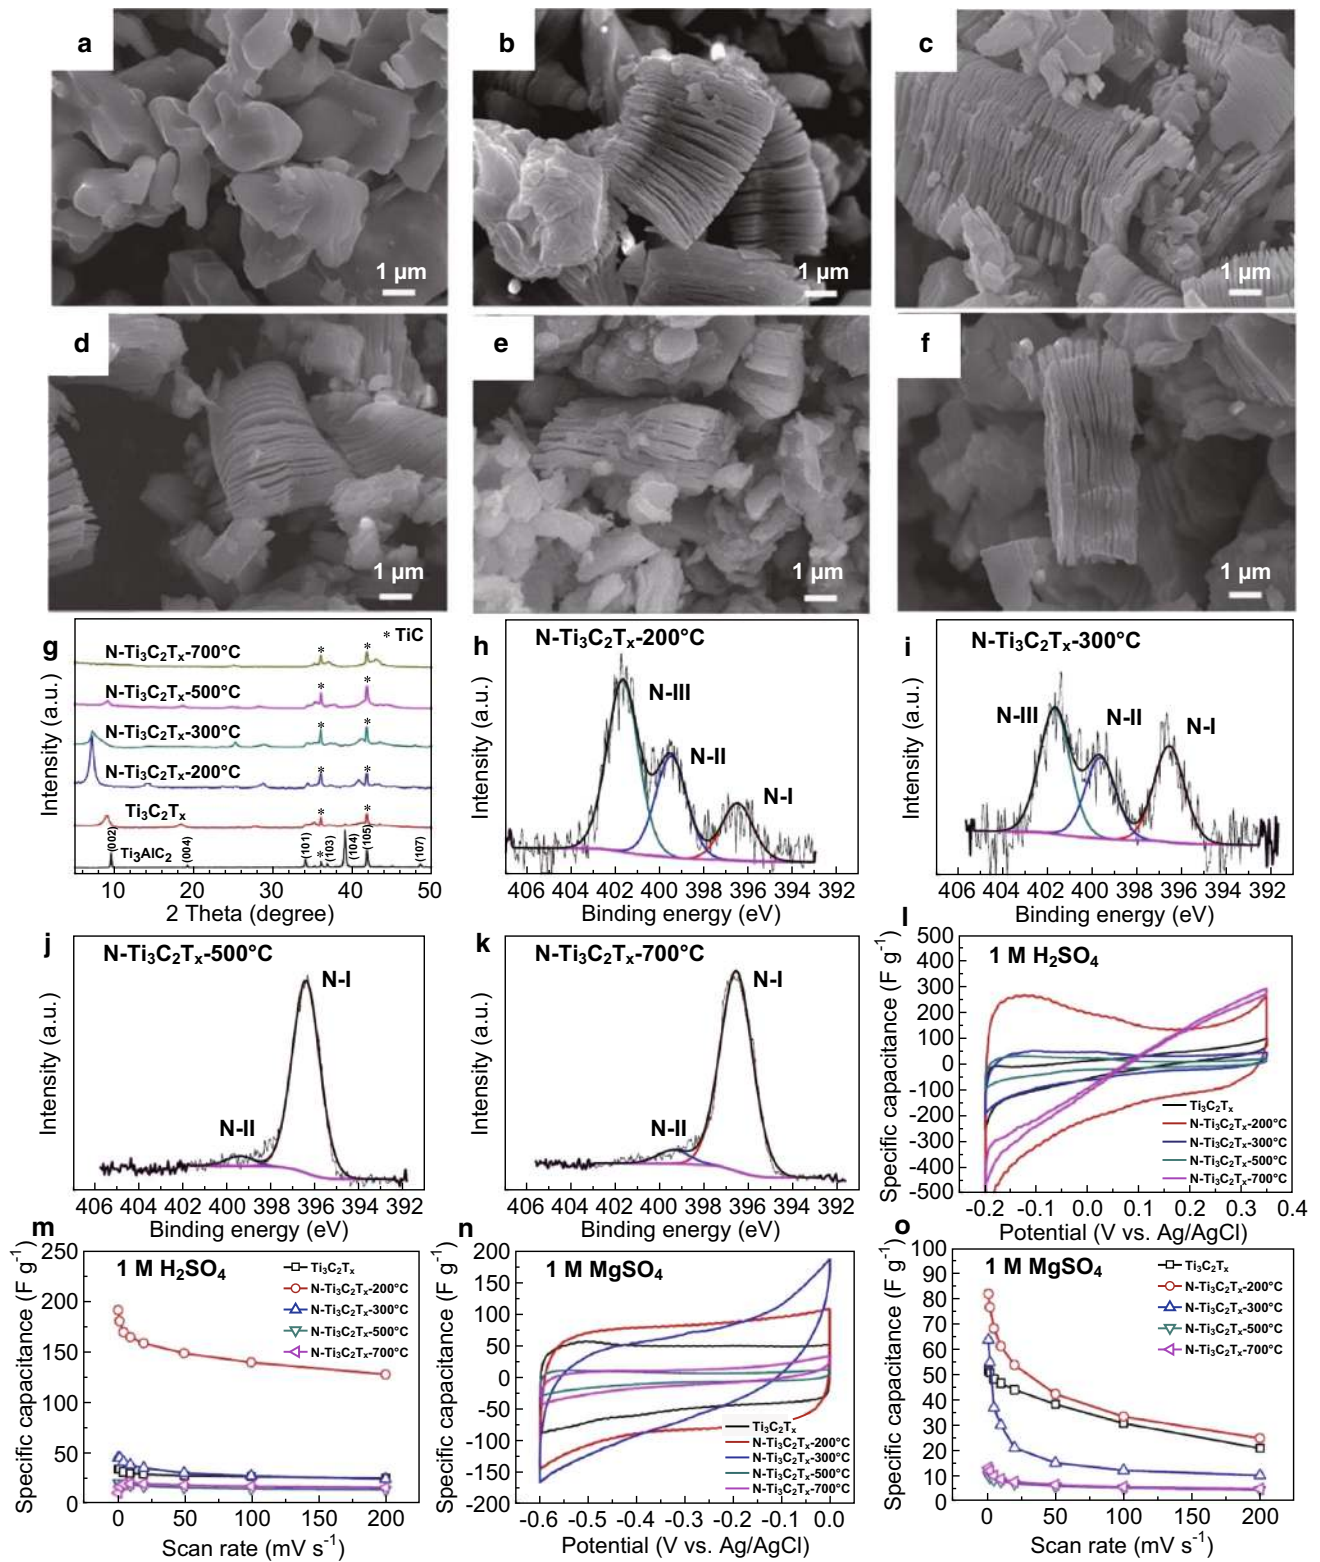 a
b
c
1 µm
1 µm
1 µm
d
e
f
1 µm
1 µm
1 µm
g
* TiC
N-Ti₃C₂Tₓ-700°C
* *
N-Ti₃C₂Tₓ-500°C
* *
N-Ti₃C₂Tₓ-300°C
* *
N-Ti₃C₂Tₓ-200°C
* *
Ti₃C₂Tₓ
* *
Ti₃AlC₂
*
(002)
(004)
(101)
(103)
(104)
(105)
(107)
Intensity (a.u.)
10 20 30 40 50
2 Theta (degree)
h
N-Ti₃C₂Tₓ-200°C
N-III
N-II
N-I
Intensity (a.u.)
406 404 402 400 398 396 394 392
Binding energy (eV)
i
N-Ti₃C₂Tₓ-300°C
N-III
N-II
N-I
Intensity (a.u.)
406 404 402 400 398 396 394 392
Binding energy (eV)
j
N-Ti₃C₂Tₓ-500°C
N-I
N-II
Intensity (a.u.)
406 404 402 400 398 396 394 392
Binding energy (eV)
k
N-Ti₃C₂Tₓ-700°C
N-I
N-II
Intensity (a.u.)
406 404 402 400 398 396 394 392
Binding energy (eV)
l
1 M H₂SO₄
Specific capacitance (F g⁻¹)
500
400
300
200
100
0
-100
-200
-300
-400
-500
Ti₃C₂Tₓ
N-Ti₃C₂Tₓ-200°C
N-Ti₃C₂Tₓ-300°C
N-Ti₃C₂Tₓ-500°C
N-Ti₃C₂Tₓ-700°C
-0.2 -0.1 0.0 0.1 0.2 0.3 0.4
Potential (V vs. Ag/AgCl)
m
1 M H₂SO₄
Specific capacitance (F g⁻¹)
250
200
150
100
50
0
Ti₃C₂Tₓ
N-Ti₃C₂Tₓ-200°C
N-Ti₃C₂Tₓ-300°C
N-Ti₃C₂Tₓ-500°C
N-Ti₃C₂Tₓ-700°C
0 50 100 150 200
Scan rate (mV s⁻¹)
n
1 M MgSO₄
Specific capacitance (F g⁻¹)
200
150
100
50
0
-50
-100
-150
-200
Ti₃C₂Tₓ
N-Ti₃C₂Tₓ-200°C
N-Ti₃C₂Tₓ-300°C
N-Ti₃C₂Tₓ-500°C
N-Ti₃C₂Tₓ-700°C
-0.6 -0.5 -0.4 -0.3 -0.2 -0.1 0.0
Potential (V vs. Ag/AgCl)
o
1 M MgSO₄
Specific capacitance (F g⁻¹)
100
90
80
70
60
50
40
30
20
10
0
Ti₃C₂Tₓ
N-Ti₃C₂Tₓ-200°C
N-Ti₃C₂Tₓ-300°C
N-Ti₃C₂Tₓ-500°C
N-Ti₃C₂Tₓ-700°C
0 50 100 150 200
Scan rate (mV s⁻¹)